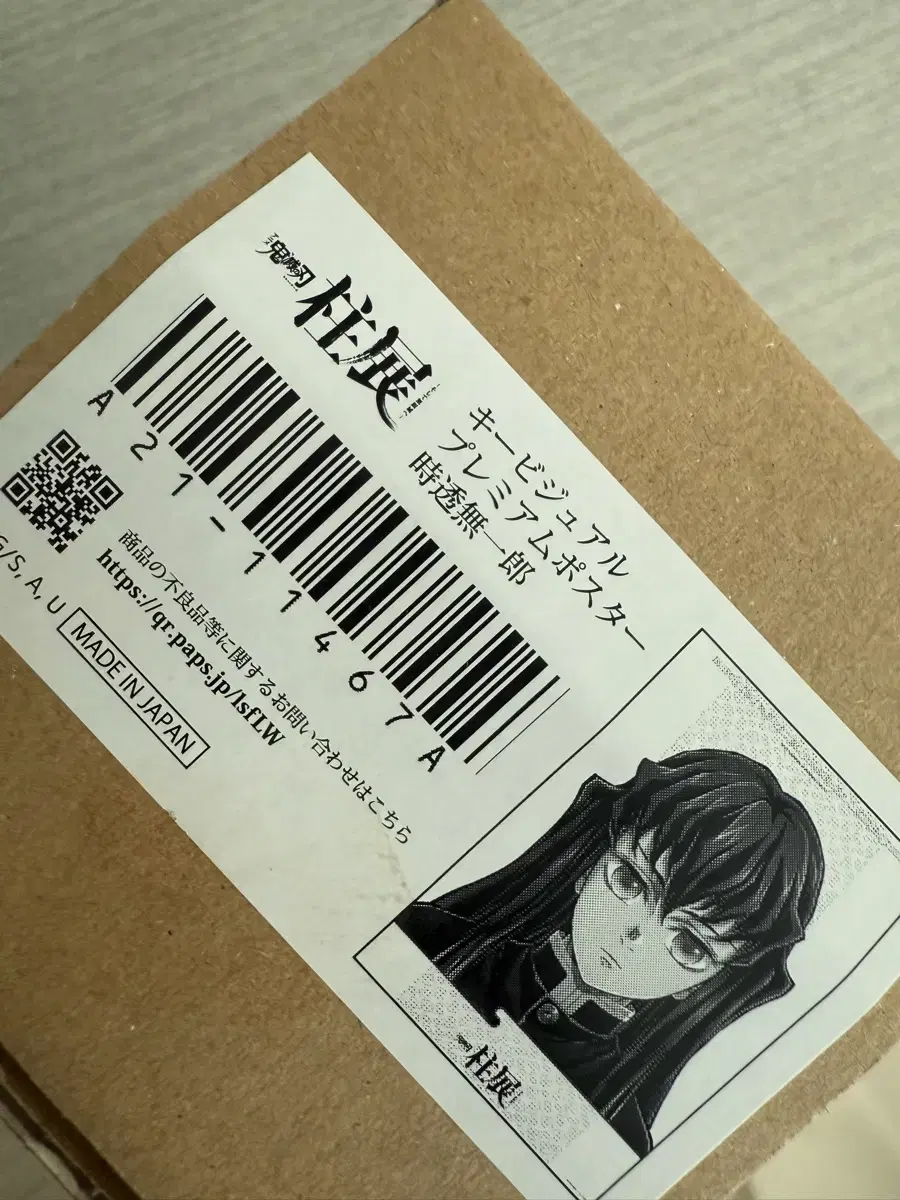 鬼滅の刃
柱展
キービジュアル
プレミアムポスター
時透無一郎
A21-11467A
商品の不良品等に関するお問い合わせはこちら
https://qr.paps.jp/IsfLW
G/S, A, U
MADE IN JAPAN
柱展